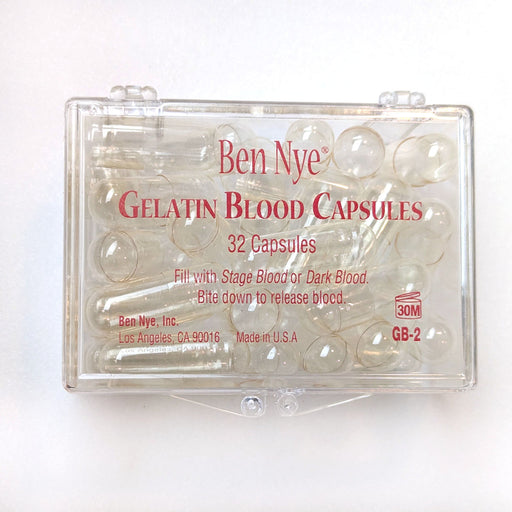 Ben Nye®
GELATIN BLOOD CAPSULES
32 Capsules
Fill with Stage Blood or Dark Blood.
Bite down to release blood.
30M
Ben Nye, Inc.
Los Angeles, CA 90016 Made in U.S.A
GB-2